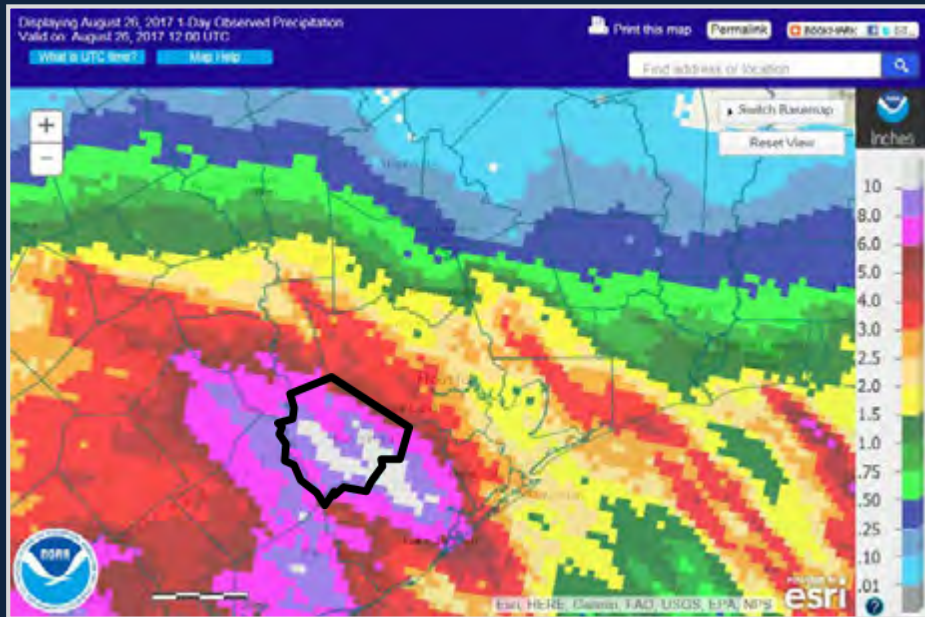 Displaying August 26, 2017 1-Day Observed Precipitation
Valid on: August 26, 2017 12:00 UTC
What is UTC time?
Map Help
Print this map
Permalink
BOOKMARK
Find address or location
Switch Basemap
Reset View
+
−
NOAA
Inches
10
8.0
6.0
5.0
4.0
3.0
2.5
2.0
1.5
1.0
.75
.50
.25
.10
.01
?
NOAA
esri
Esri, HERE, Garmin, FAO, USGS, EPA, NPS